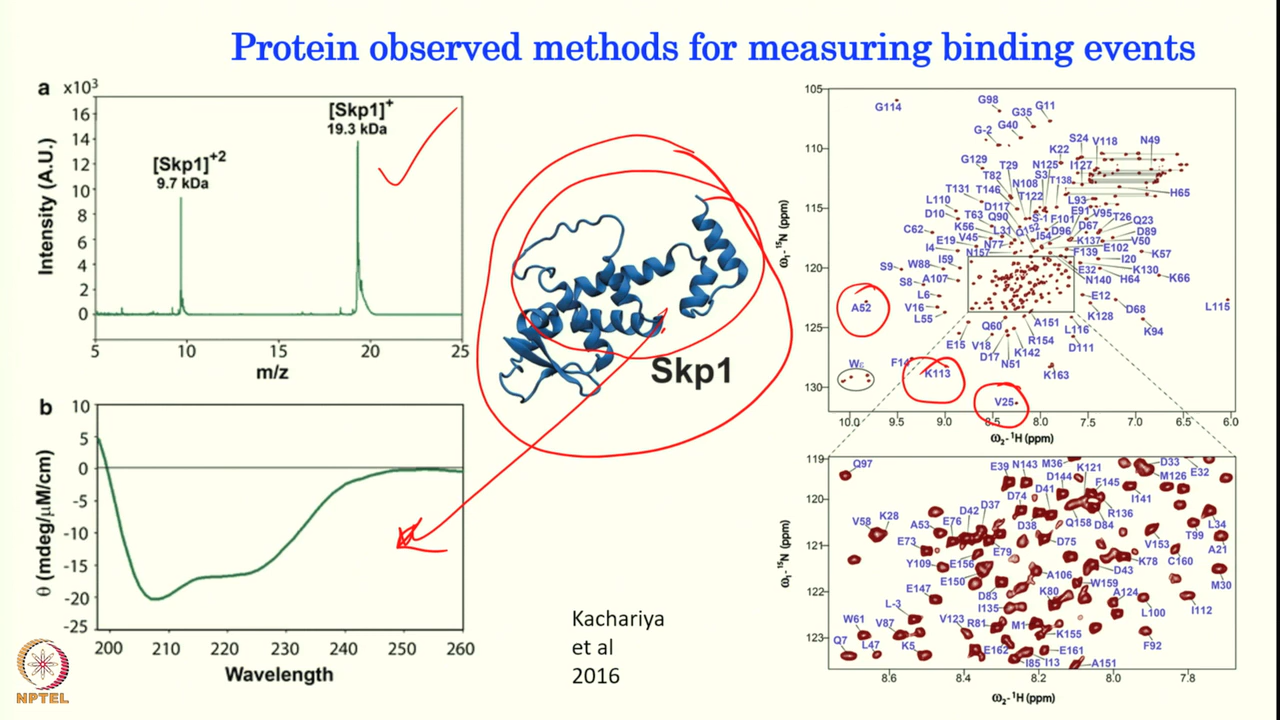 Protein observed methods for measuring binding events
a
x10³
Intensity (A.U.)
16
14
12
10
8
6
4
2
0
[Skp1]⁺²
9.7 kDa
[Skp1]⁺
19.3 kDa
5 10 15 20 25
m/z
b
θ (mdeg/µM/cm)
10
0
-5
-10
-15
-20
-25
200 210 220 230 240 250 260
Wavelength
Skp1
Kachariya
et al
2016
105
110
115
120
125
130
ω₁-¹⁵N (ppm)
G114
G98
G35
G11
G40
G-2
S24
V118
N49
K22
G129
T29
N125
I127
T82
S3
T138
N108
T131
T146
T122
H65
L110
D117
L93
D10
T63
Q90
S-1
F101
E91
V95
T26
Q23
K56
D67
C62
L31
G152
D96
D89
E19
V45
N77
I54
K137
V50
I4
N157
F139
E102
K57
S9
W88
I59
I20
E32
K130
S8
A107
N140
H64
K66
L6
E12
A52
V16
K128
D68
L115
L55
Q60
A151
K94
L116
E15
V18
R154
D111
D17
K142
F14
N51
Wε
K113
K163
V25
10.0 9.5 9.0 8.5 8.0 7.5 7.0 6.5 6.0
ω₂-¹H (ppm)
119
120
121
122
123
ω₁-¹⁵N (ppm)
Q97
E39
N143
M36
K121
D33
E32
D144
M126
D74
D41
F145
I141
V58
K28
A53
E76
D42
D37
R136
L34
D38
Q158
D84
T99
E73
D75
V153
A21
E79
Y109
E156
K78
C160
E150
A106
D43
M30
E147
D83
K80
W159
A124
I135
L100
I112
L-3
W61
V87
V123
R81
M1
K155
F92
Q7
L47
K5
E162
I85
I13
E161
A151
8.6 8.4 8.2 8.0 7.8
ω₂-¹H (ppm)
NPTEL